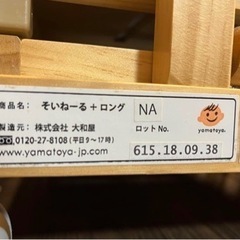 商品名: そいねーる＋ロング NA
製造元: 株式会社 大和屋 ロットNo.
0120-27-8108 (平日9～17時)
www.yamatoya-jp.com 615.18.09.38
yamatoya.